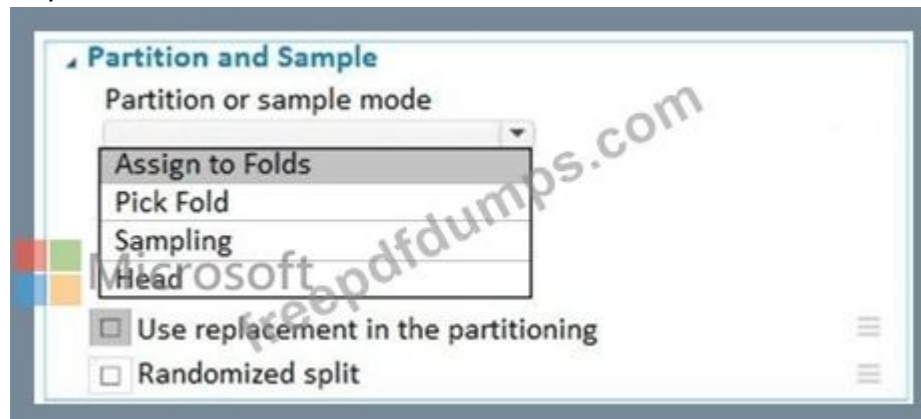 Partition and Sample
Partition or sample mode
Assign to Folds
Pick Fold
Sampling
Head
Microsoft
freepdfdumps.com
Use replacement in the partitioning
Randomized split